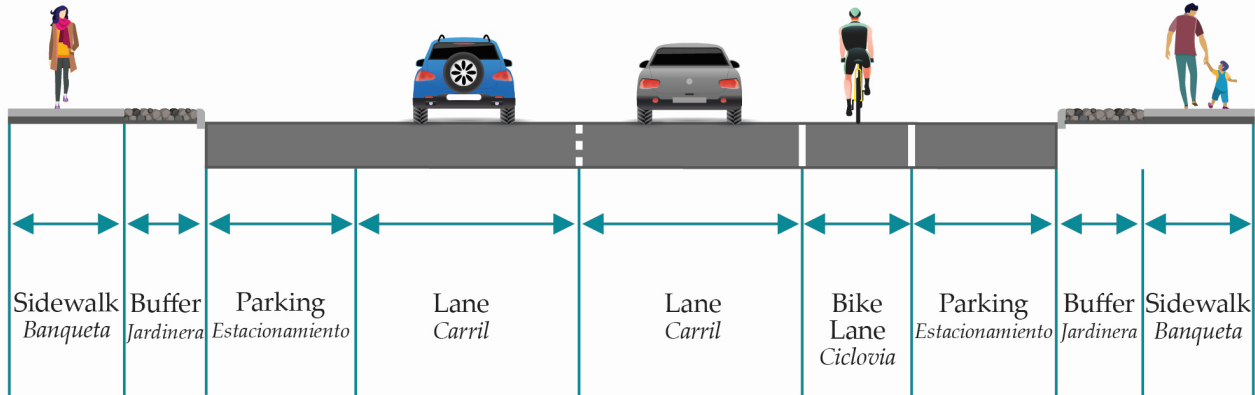 Sidewalk
Banqueta
Buffer
Jardinera
Parking
Estacionamiento
Lane
Carril
Lane
Carril
Bike
Lane
Ciclovia
Parking
Estacionamiento
Buffer
Jardinera
Sidewalk
Banqueta